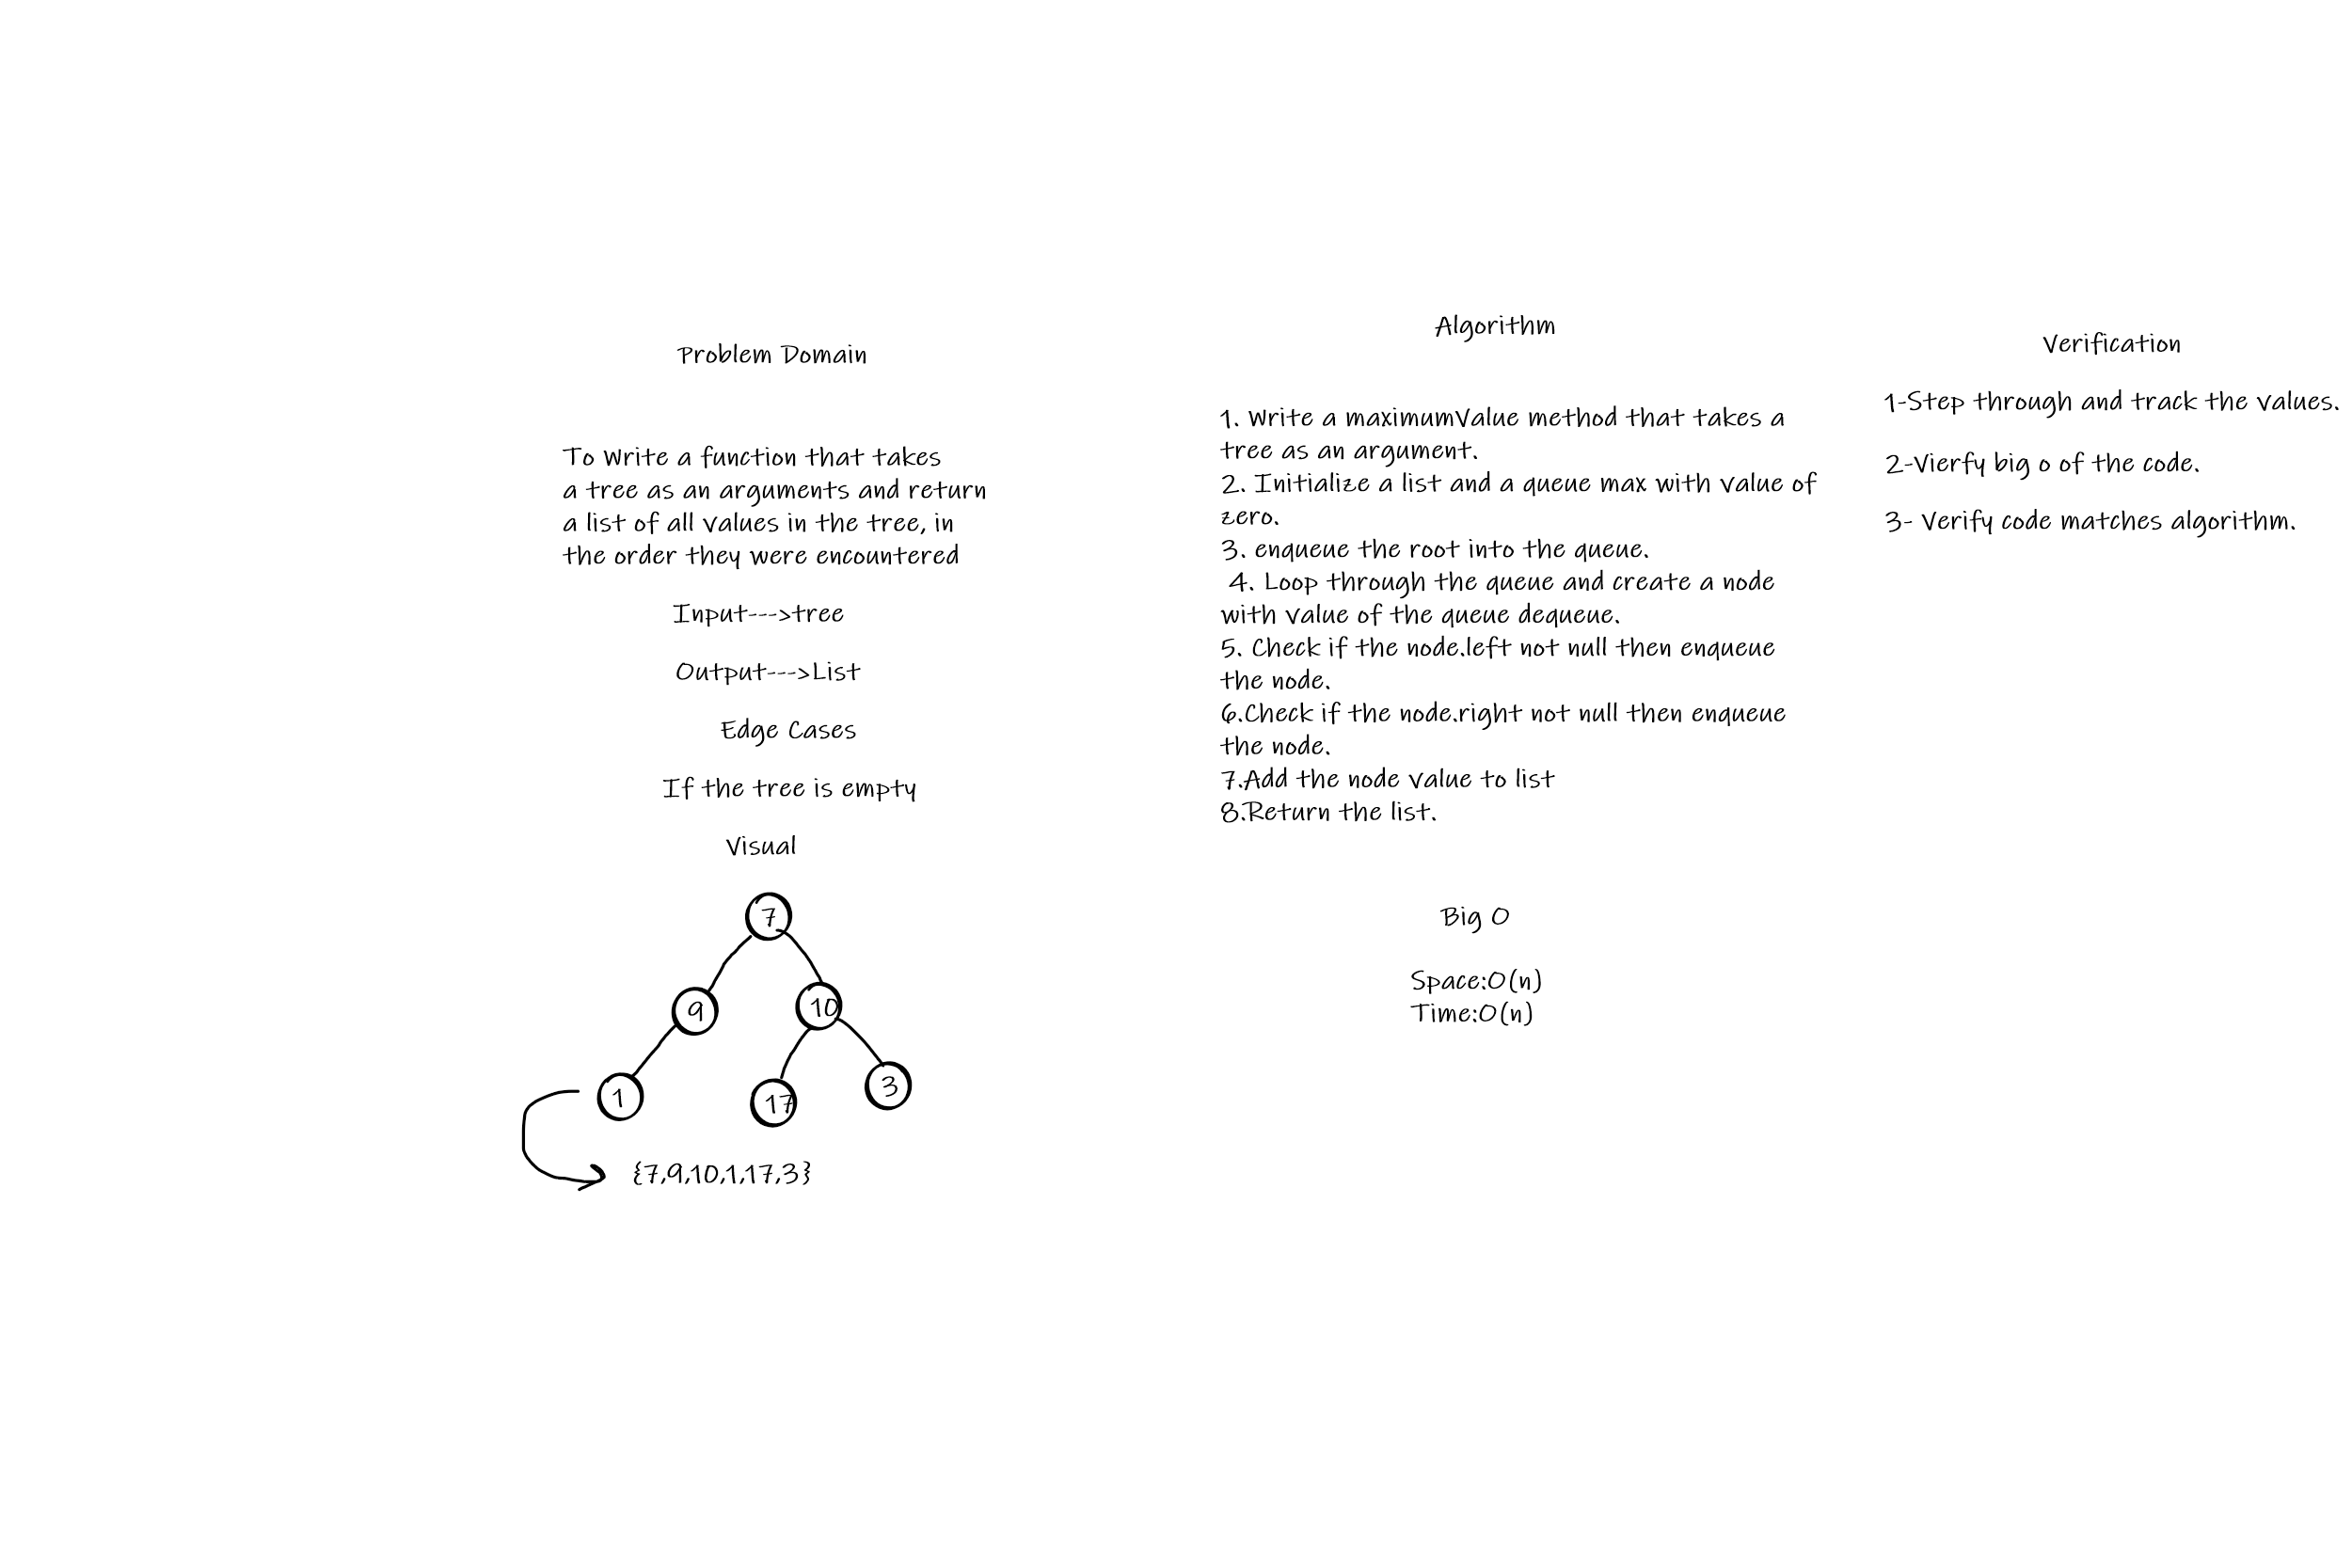 Problem Domain
To Write a function that takes
a tree as an arguments and return
a list of all values in the tree, in
the order they were encountered
Input--->tree
Output--->List
Edge Cases
If the tree is empty
Visual
7
9
10
1
17
3
{7,9,10,1,17,3}
Algorithm
1. Write a maximumValue method that takes a
tree as an argument.
2. Initialize a list and a queue max with value of
zero.
3. enqueue the root into the queue.
4. Loop through the queue and create a node
with value of the queue dequeue.
5. Check if the node.left not null then enqueue
the node.
6.Check if the node.right not null then enqueue
the node.
7.Add the node value to list
8.Return the list.
Big O
Space:O(n)
Time:O(n)
Verification
1-Step through and track the values.
2-Vierfy big o of the code.
3- Verify code matches algorithm.